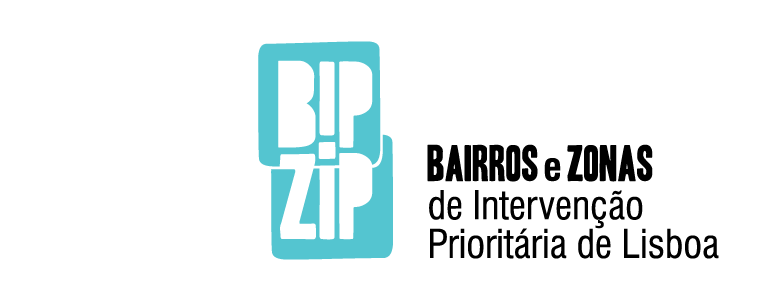 BIP
ZIP
BAIRROS e ZONAS
de Intervenção
Prioritária de Lisboa